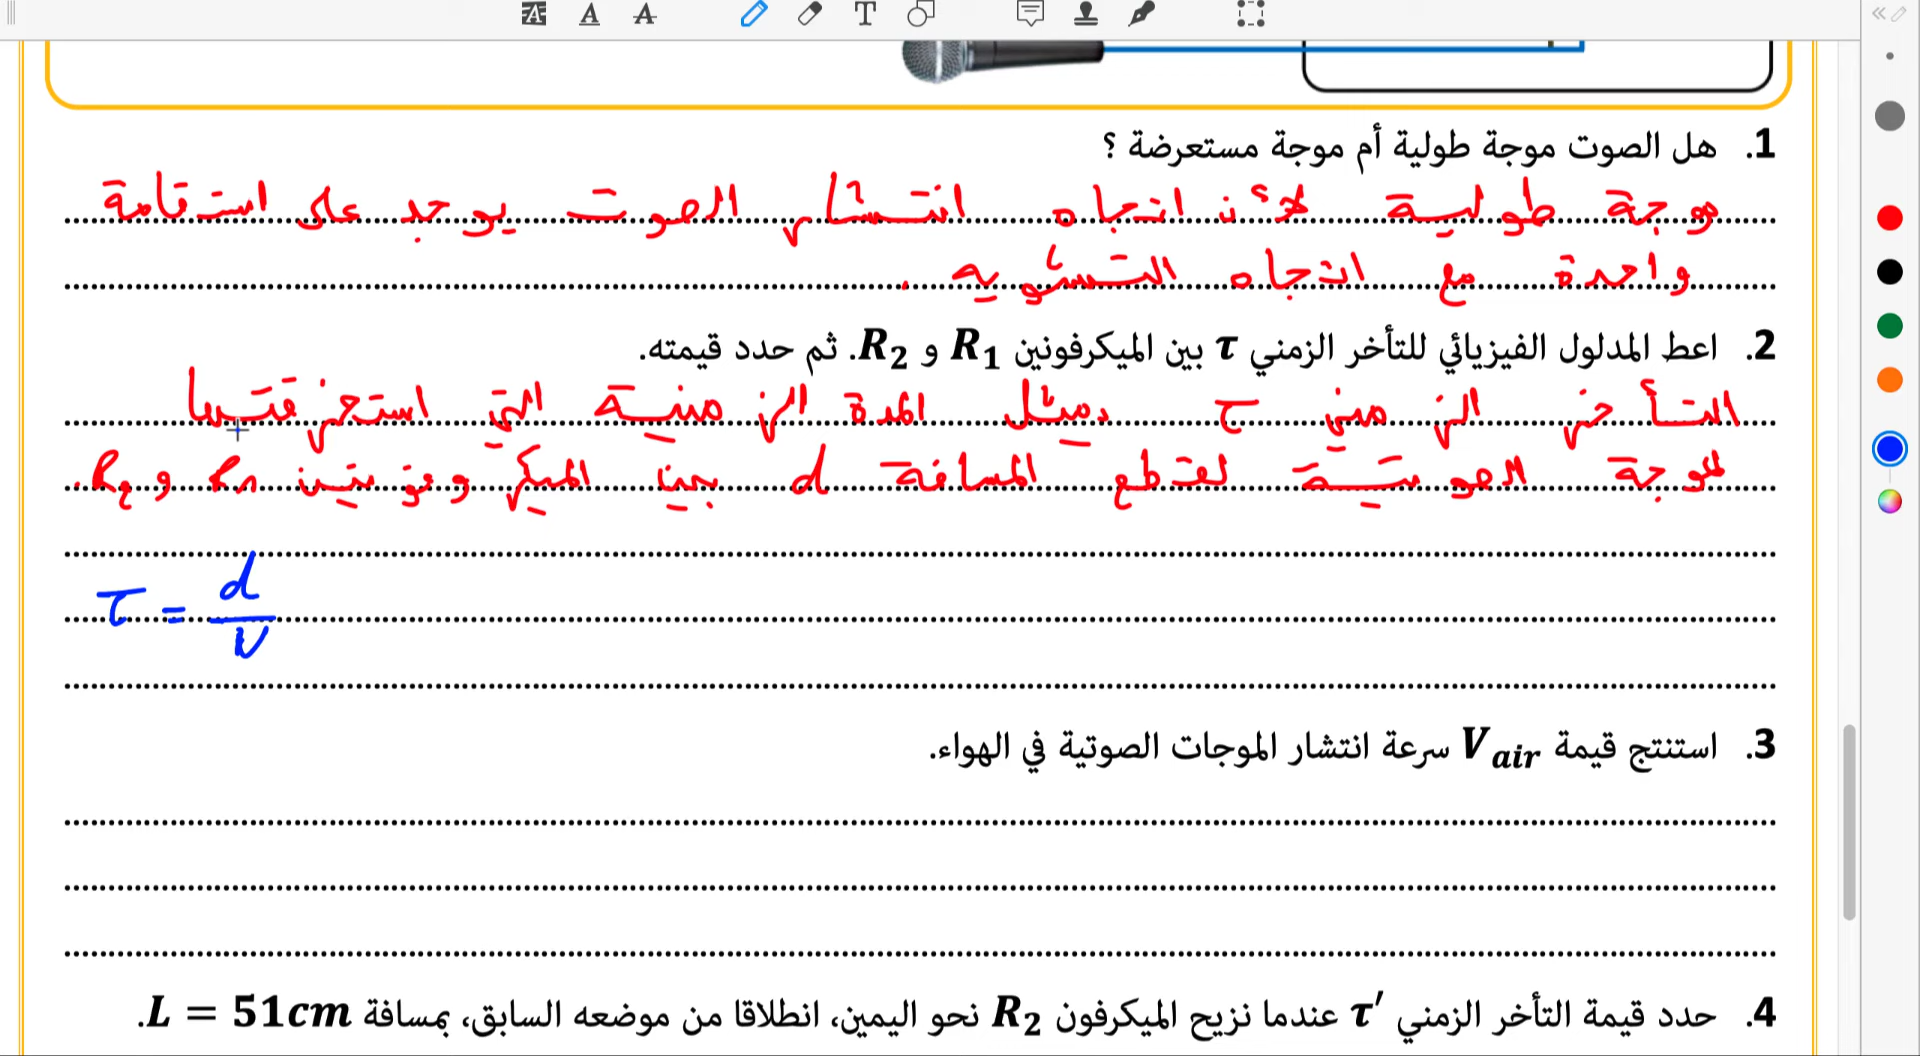 1. هل الصوت موجة طولية أم موجة مستعرضة ؟
موجة طولية لأن اتجاه انتشار الصوت يوجد على استقامة
واحدة مع اتجاه التشويه .
2. اعط المدلول الفيزيائي للتأخر الزمني τ بين الميكرفونين R1 و R2. ثم حدد قيمته.
التأخر الزمني τ يمثل المدة الزمنية التي استغرقتها
الموجة الصوتية لقطع المسافة d بين الميكروفونين R1 و R2.
τ = d/V
3. استنتج قيمة Vair سرعة انتشار الموجات الصوتية في الهواء.
4. حدد قيمة التأخر الزمني τ′ عندما نزيح الميكرفون R2 نحو اليمين، انطلاقا من موضعه السابق، بمسافة L = 51cm.